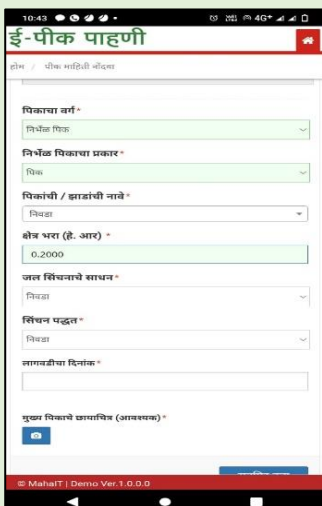 10:43
4G+
ई-पीक पाहणी
होम / पीक माहिती नोंदवा
पिकाचा वर्ग*
निर्भेळ पिक
निर्भेळ पिकाचा प्रकार*
पिक
पिकांची / झाडांची नावे*
निवडा
क्षेत्र भरा (हे. आर) *
0.2000
जल सिंचनाचे साधन*
निवडा
सिंचन पद्धत*
निवडा
लागवडीचा दिनांक*
मुख्य पिकाचे छायाचित्र (आवश्यक)*
© MahaIT | Demo Ver.1.0.0.0